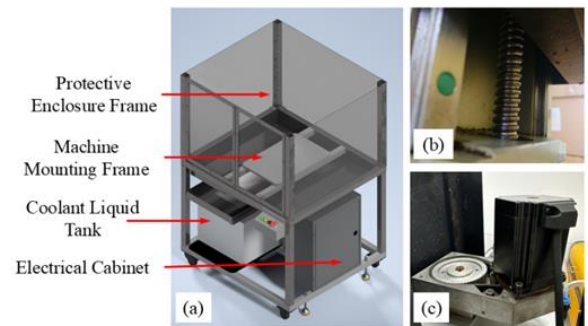 Protective
Enclosure Frame
Machine
Mounting Frame
Coolant Liquid
Tank
Electrical Cabinet
(a)
(b)
(c)